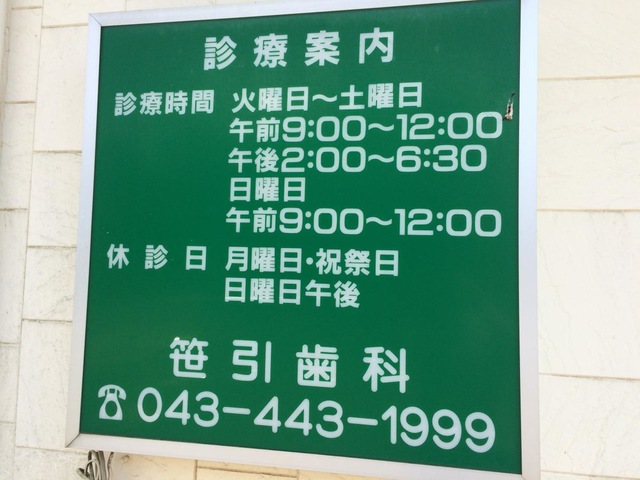 診療案内
診療時間 火曜日～土曜日
午前9:00～12:00
午後2:00～6:30
日曜日
午前9:00～12:00
休診日 月曜日・祝祭日
日曜日午後
笹引歯科
☎043-443-1999